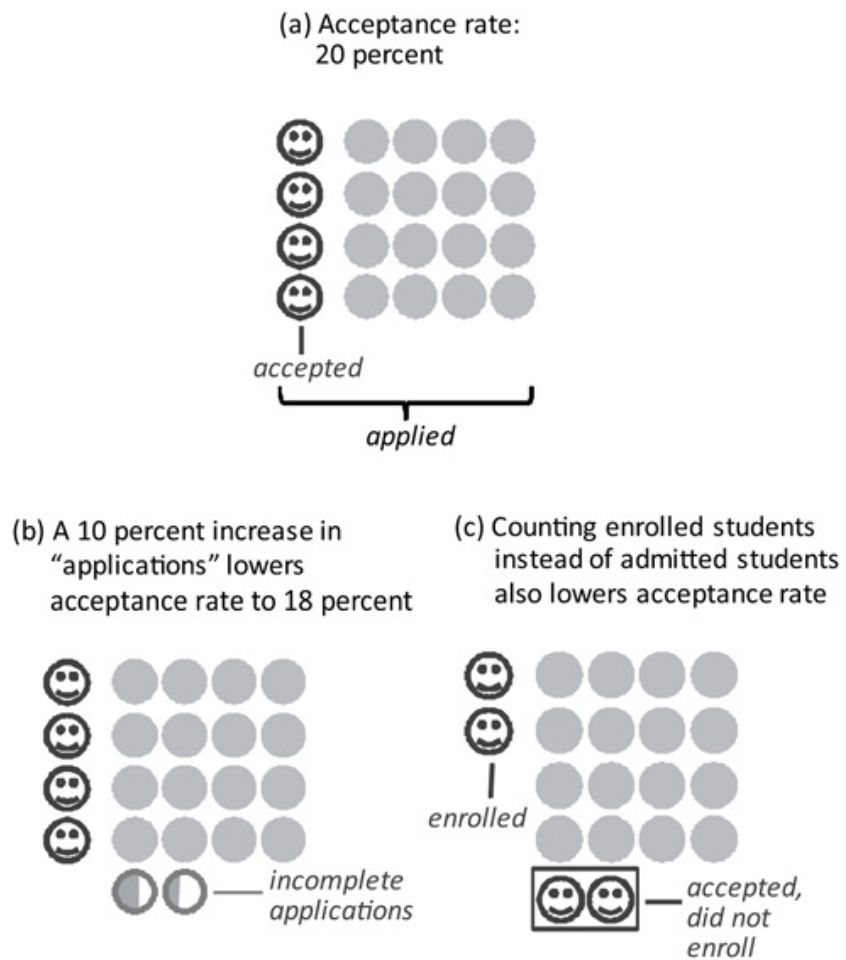 (a) Acceptance rate:
20 percent
accepted
applied
(b) A 10 percent increase in
“applications” lowers
acceptance rate to 18 percent
incomplete
applications
(c) Counting enrolled students
instead of admitted students
also lowers acceptance rate
enrolled
accepted,
did not
enroll